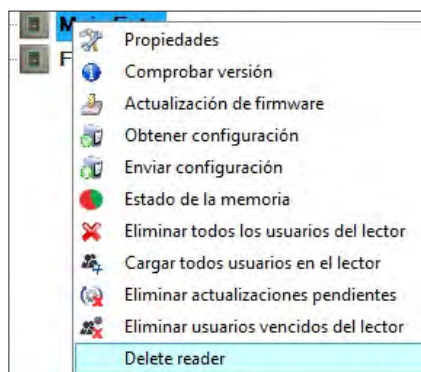 Propiedades
Comprobar versión
Actualización de firmware
Obtener configuración
Enviar configuración
Estado de la memoria
Eliminar todos los usuarios del lector
Cargar todos usuarios en el lector
Eliminar actualizaciones pendientes
Eliminar usuarios vencidos del lector
Delete reader